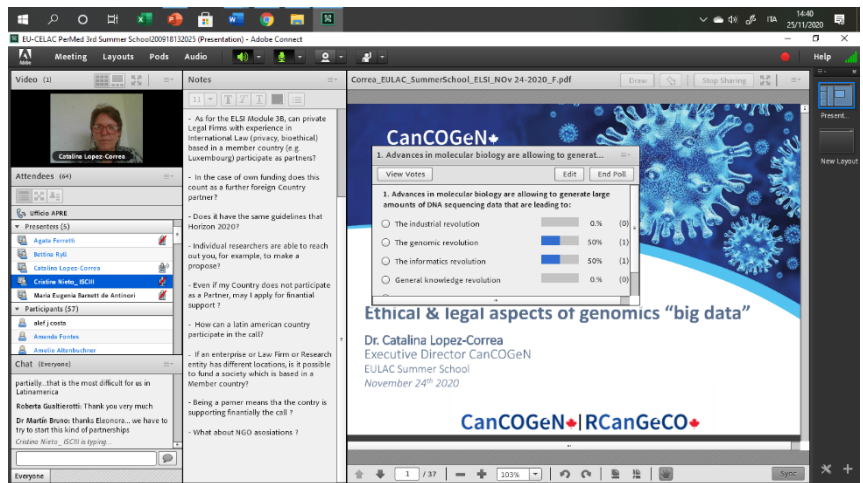 14:40
ITA
25/11/2020
EU-CELAC PerMed 3rd Summer School200918132025 (Presentation) - Adobe Connect
Adobe
Meeting Layouts Pods Audio
Help
Video (1)
Catalina Lopez-Correa
Attendees (64)
Ufficio APRE
Presenters (5)
Agata Ferretti
Bettina Ryll
Catalina Lopez-Correa
Cristina Nieto_ ISCIII
Maria Eugenia Barnett de Antinori
Participants (57)
alef j costa
Amanda Fontes
Amelie Altenbuchner
Chat (Everyone)
partially...that is the most difficult for us in
Latinamerica
Roberta Gualtierotti: Thank you very much
Dr Martín Bruno: thanks Eleonora... we have to
try to start this kind of partnerships
Cristina Nieto_ ISCIII is typing...
Everyone
Notes
11
- As for the ELSI Module 3B, can private
Legal Firms with experience in
International Law (privacy, bioethical)
based in a member country (e.g.
Luxembourg) participate as partners?
- In the case of own funding does this
count as a further foreign Country
partner?
- Does it have the same guidelines that
Horizon 2020?
- Individual researchers are able to reach
out you, for example, to make a
propose?
- Even if my Country does not participate
as a Partner, may I apply for finantial
support ?
- How can a latin american country
participate in the call?
- If an enterprise or Law Firm or Research
entity has different locations, is it possible
to fund a society which is based in a
Member country?
- Being a parner means tha the contry is
supporting finantially the call ?
- What about NGO asosiations ?
Correa_EULAC_SummerSchool_ELSI_NOv 24-2020_F.pdf
Draw
Stop Sharing
CanCOGeN
1. Advances in molecular biology are allowing to generat...
View Votes
Edit
End Poll
1. Advances in molecular biology are allowing to generate large
amounts of DNA sequencing data that are leading to:
The industrial revolution 0.% (0)
The genomic revolution 50% (1)
The informatics revolution 50% (1)
General knowledge revolution 0.% (0)
Ethical & legal aspects of genomics “big data”
Dr. Catalina Lopez-Correa
Executive Director CanCOGeN
EULAC Summer School
November 24th 2020
CanCOGeN|RCanGeCO
1 / 37
103%
Sync
Present...
New Layout